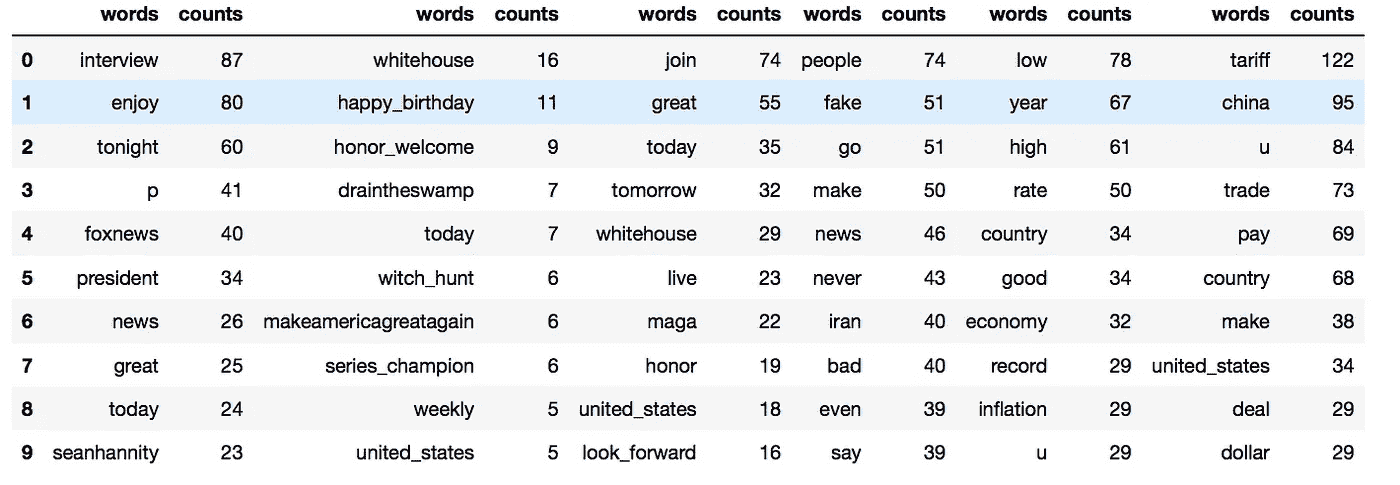 words counts words counts words counts words counts words counts words counts
0 interview 87 whitehouse 16 join 74 people 74 low 78 tariff 122
1 enjoy 80 happy_birthday 11 great 55 fake 51 year 67 china 95
2 tonight 60 honor_welcome 9 today 35 go 51 high 61 u 84
3 p 41 draintheswamp 7 tomorrow 32 make 50 rate 50 trade 73
4 foxnews 40 today 7 whitehouse 29 news 46 country 34 pay 69
5 president 34 witch_hunt 6 live 23 never 43 good 34 country 68
6 news 26 makeamericagreatagain 6 maga 22 iran 40 economy 32 make 38
7 great 25 series_champion 6 honor 19 bad 40 record 29 united_states 34
8 today 24 weekly 5 united_states 18 even 39 inflation 29 deal 29
9 seanhannity 23 united_states 5 look_forward 16 say 39 u 29 dollar 29